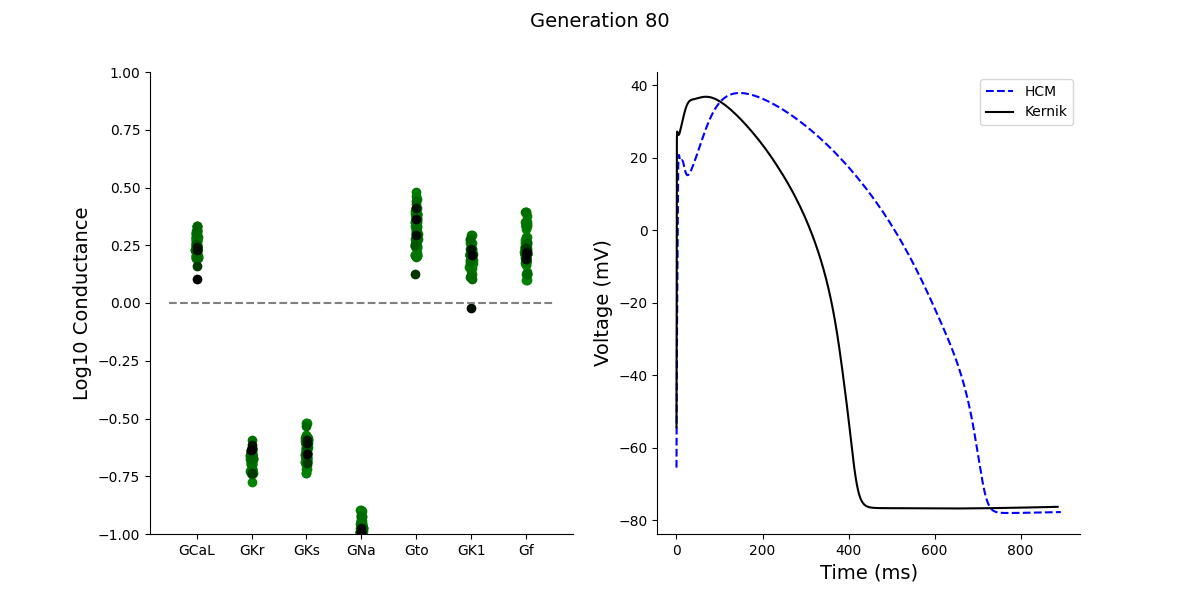 Generation 80
Log10 Conductance
1.00
0.75
0.50
0.25
0.00
−0.25
−0.50
−0.75
−1.00
GCaL GKr GKs GNa Gto GK1 Gf
Voltage (mV)
40
20
0
−20
−40
−60
−80
HCM
Kernik
0 200 400 600 800
Time (ms)